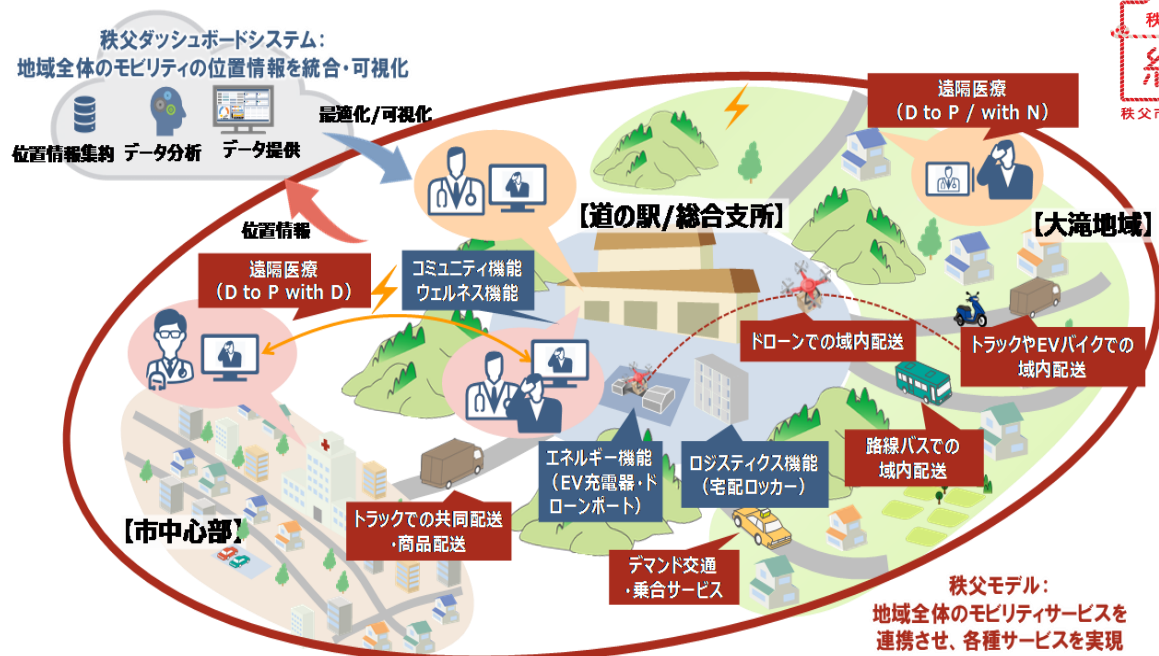 秩父ダッシュボードシステム：
地域全体のモビリティの位置情報を統合・可視化
位置情報集約
データ分析
データ提供
最適化/可視化
位置情報
秩
秩父市
遠隔医療
（D to P / with N）
【道の駅/総合支所】
【大滝地域】
遠隔医療
（D to P with D）
コミュニティ機能
ウェルネス機能
ドローンでの域内配送
トラックやEVバイクでの
域内配送
路線バスでの
域内配送
エネルギー機能
（EV充電器・ド
ローンポート）
ロジスティクス機能
（宅配ロッカー）
【市中心部】
トラックでの共同配送
・商品配送
デマンド交通
・乗合サービス
秩父モデル：
地域全体のモビリティサービスを
連携させ、各種サービスを実現